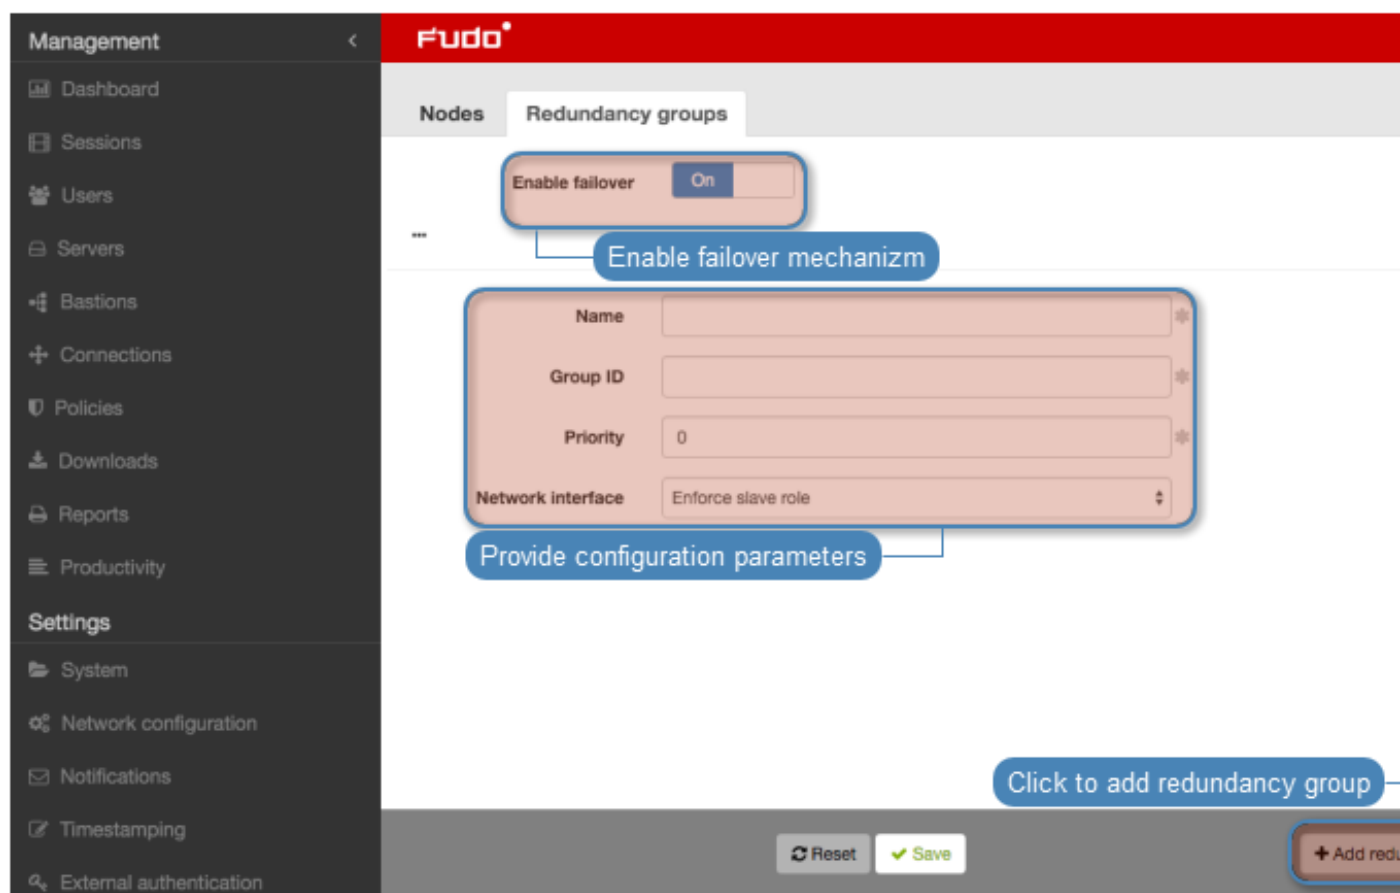 Management
Fudo
Dashboard
Nodes
Redundancy groups
Sessions
Enable failover
On
Users
...
Servers
Enable failover mechanizm
Bastions
Name
Connections
Group ID
Policies
Priority
0
Downloads
Network interface
Enforce slave role
Reports
Provide configuration parameters
Productivity
Settings
System
Network configuration
Notifications
Click to add redundancy group
Timestamping
Reset
Save
Add redu
External authentication